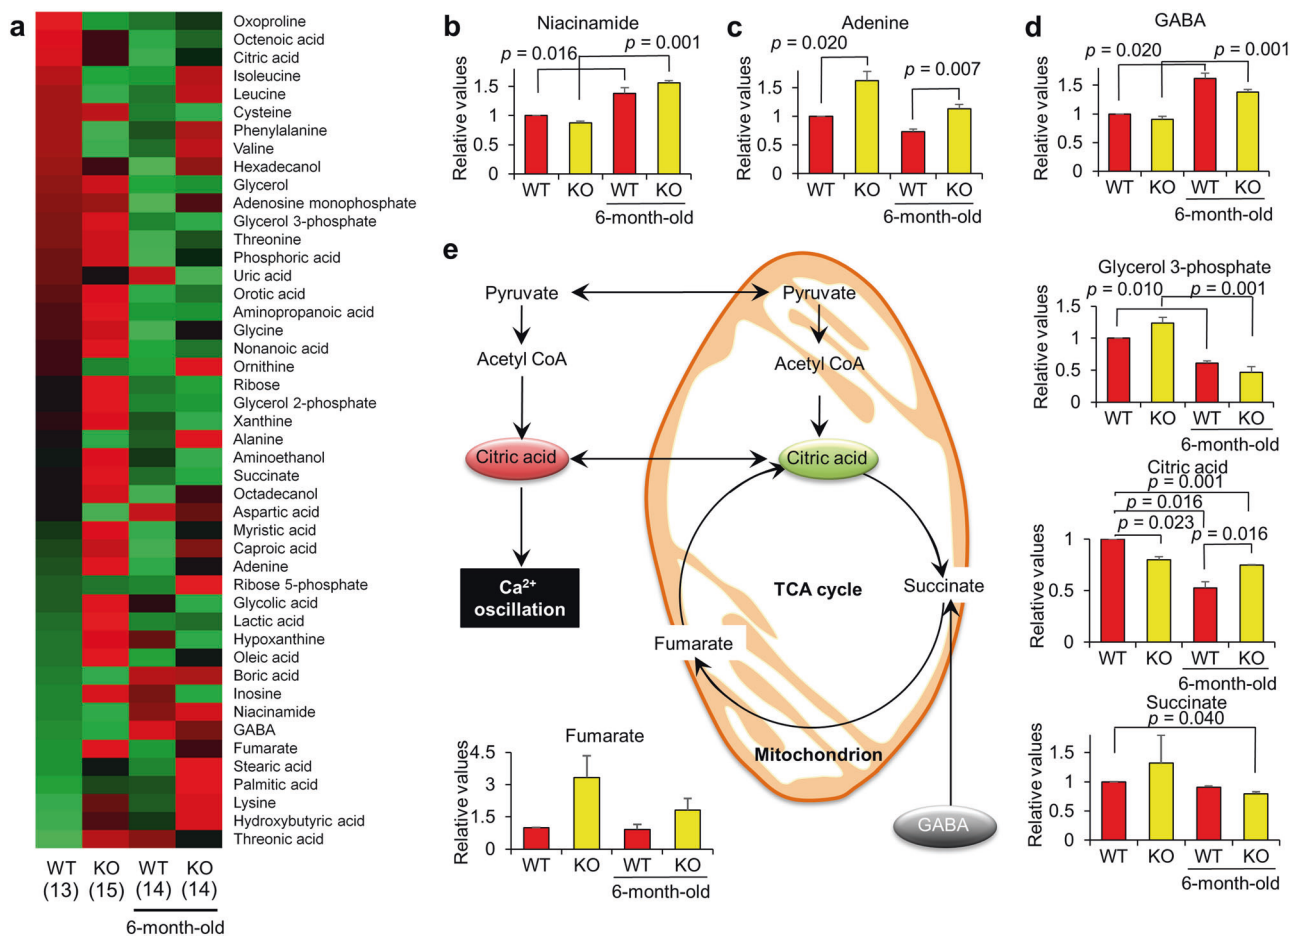 a
Oxoproline
Octenoic acid
Citric acid
Isoleucine
Leucine
Cysteine
Phenylalanine
Valine
Hexadecanol
Glycerol
Adenosine monophosphate
Glycerol 3-phosphate
Threonine
Phosphoric acid
Uric acid
Orotic acid
Aminopropanoic acid
Glycine
Nonanoic acid
Ornithine
Ribose
Glycerol 2-phosphate
Xanthine
Alanine
Aminoethanol
Succinate
Octadecanol
Aspartic acid
Myristic acid
Caproic acid
Adenine
Ribose 5-phosphate
Glycolic acid
Lactic acid
Hypoxanthine
Oleic acid
Boric acid
Inosine
Niacinamide
GABA
Fumarate
Stearic acid
Palmitic acid
Lysine
Hydroxybutyric acid
Threonic acid
WT KO WT KO
(13) (15) (14) (14)
6-month-old
b
Niacinamide
p = 0.016
p = 0.001
Relative values
1.5
1
0.5
0
WT KO WT KO
6-month-old
c
Adenine
p = 0.020
p = 0.007
Relative values
1.5
1
0.5
0
WT KO WT KO
6-month-old
d
GABA
p = 0.020
p = 0.001
Relative values
1.5
1
0.5
0
WT KO WT KO
6-month-old
Glycerol 3-phosphate
p = 0.010
p = 0.001
Relative values
1.5
1
0.5
0
WT KO WT KO
6-month-old
Citric acid
p = 0.001
p = 0.016
p = 0.023
p = 0.016
Relative values
1
0.5
0
WT KO WT KO
6-month-old
Succinate
p = 0.040
Relative values
1.5
1
0.5
0
WT KO WT KO
6-month-old
e
Pyruvate
Pyruvate
Acetyl CoA
Acetyl CoA
Citric acid
Citric acid
Ca²⁺
oscillation
TCA cycle
Succinate
Fumarate
Mitochondrion
GABA
Fumarate
Relative values
4.5
3
1.5
0
WT KO WT KO
6-month-old